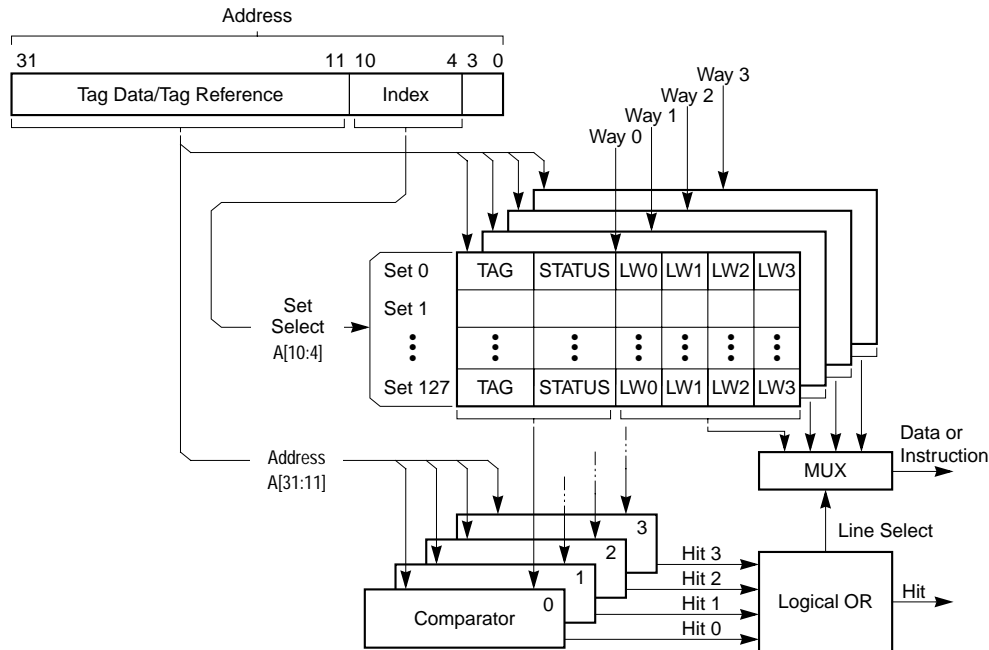 Address
31 11 10 4 3 0
Tag Data/Tag Reference Index
Way 3
Way 2
Way 1
Way 0
Set 0 TAG STATUS LW0 LW1 LW2 LW3
Set 1
Set
Select
A[10:4]
Set 127 TAG STATUS LW0 LW1 LW2 LW3
Address
A[31:11]
MUX
Data or
Instruction
Line Select
3
2
1
0
Comparator
Hit 3
Hit 2
Hit 1
Hit 0
Logical OR
Hit